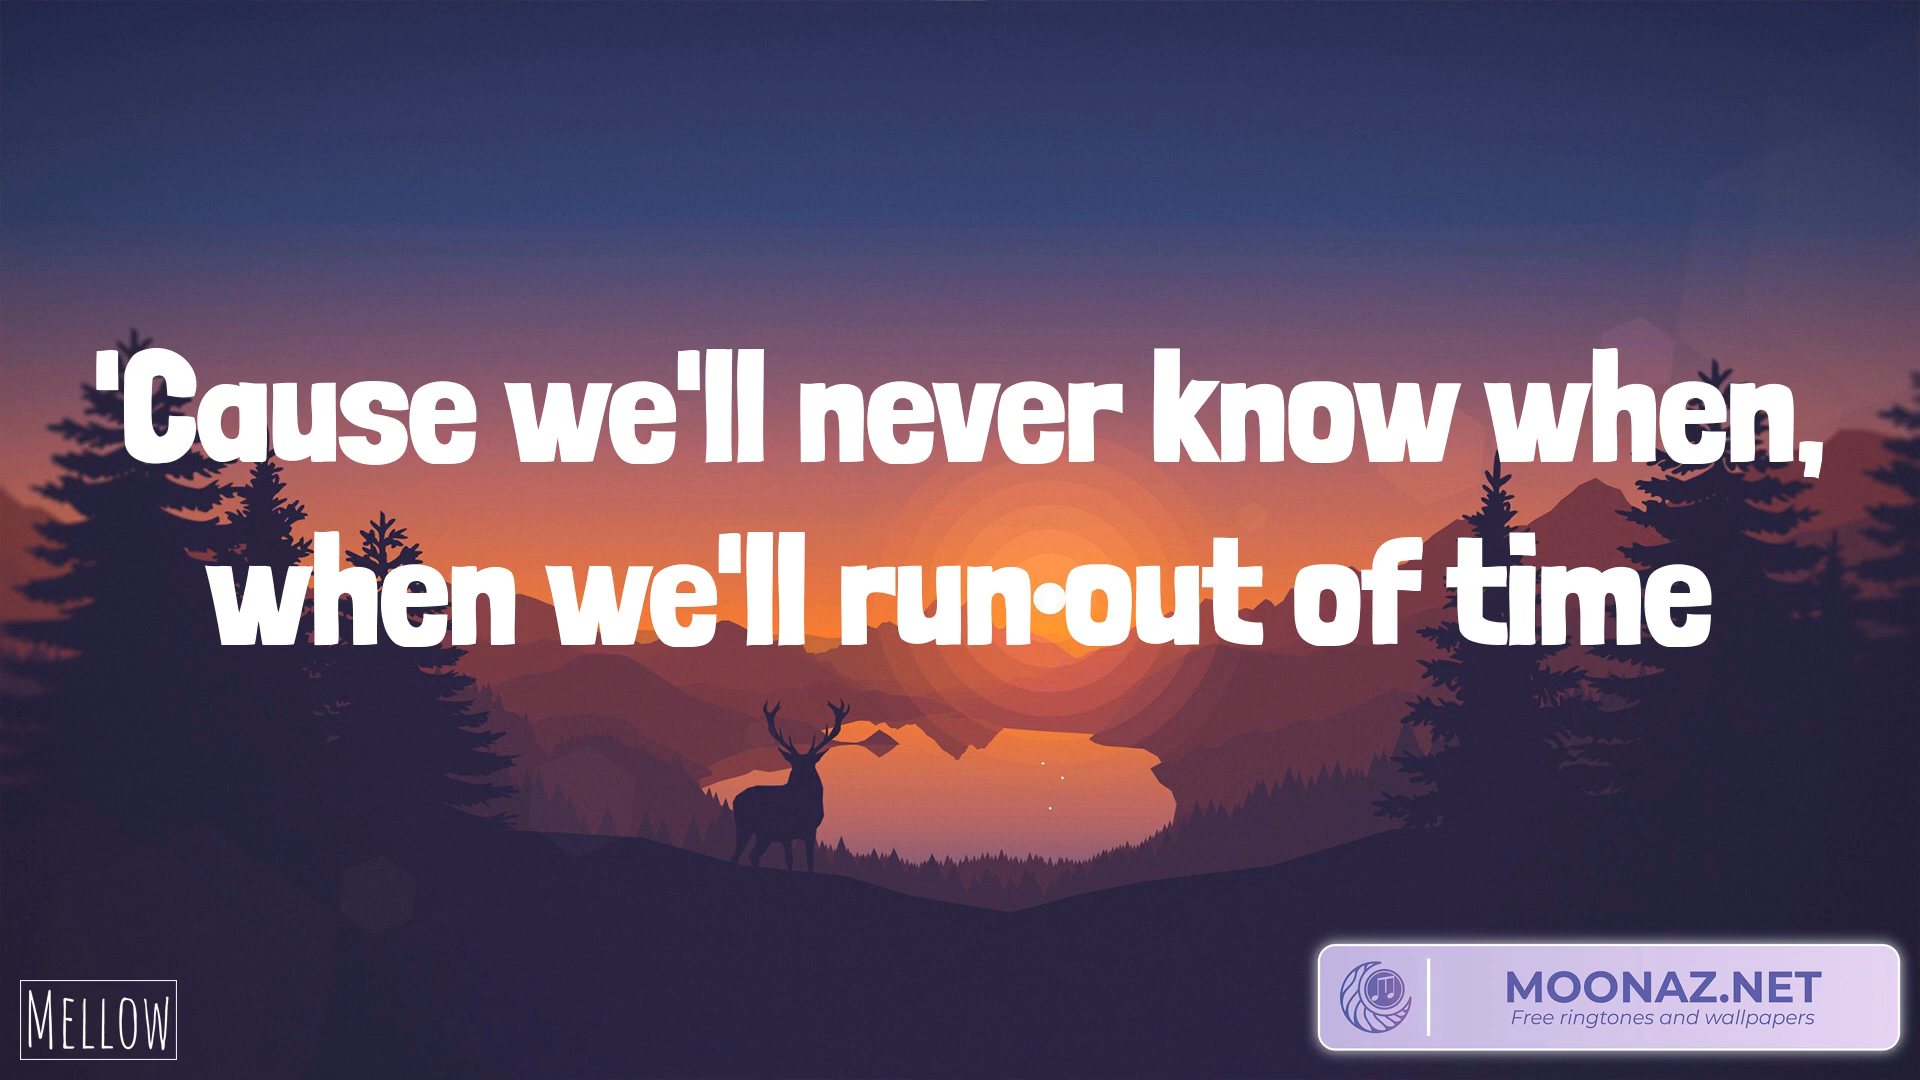 'Cause we'll never know when,
when we'll run out of time
MELLOW
MOONAZ.NET
Free ringtones and wallpapers